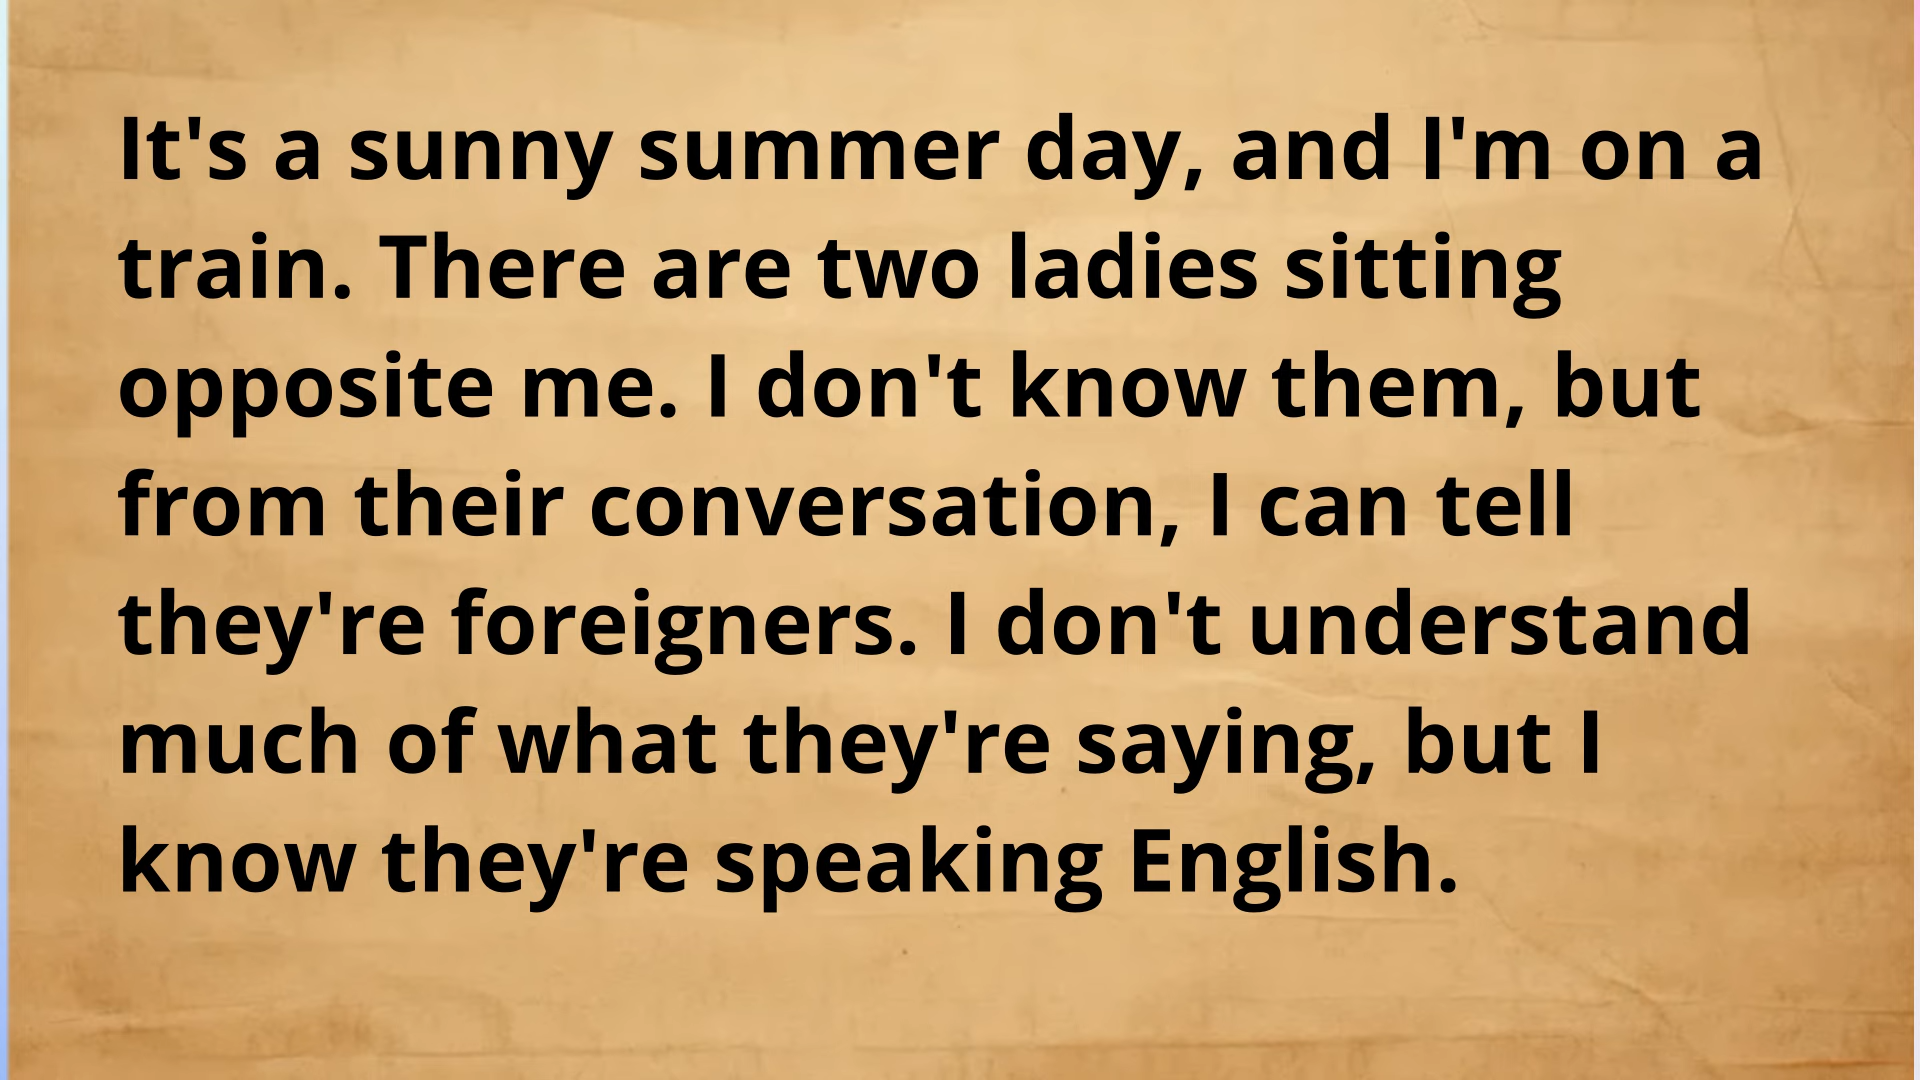 It's a sunny summer day, and I'm on a
train. There are two ladies sitting
opposite me. I don't know them, but
from their conversation, I can tell
they're foreigners. I don't understand
much of what they're saying, but I
know they're speaking English.